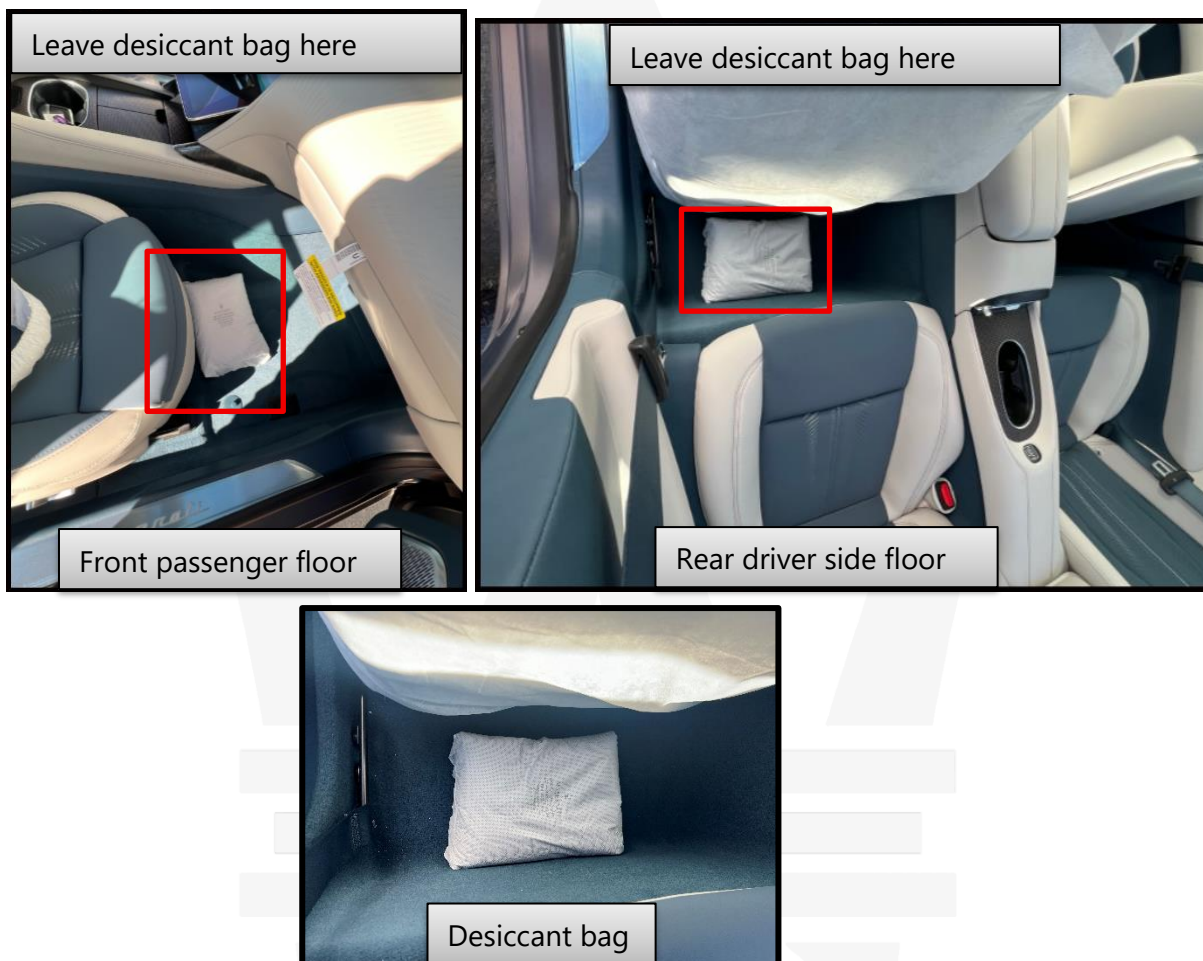 Leave desiccant bag here
Leave desiccant bag here
Front passenger floor
Rear driver side floor
Desiccant bag